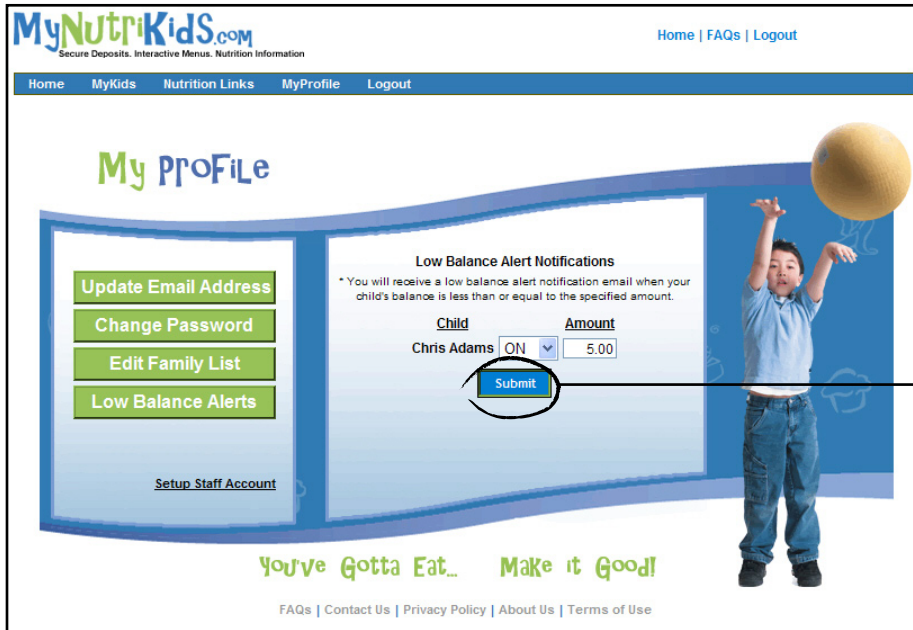 MyNutriKids.com
Secure Deposits. Interactive Menus. Nutrition Information
Home | FAQs | Logout
Home MyKids Nutrition Links MyProfile Logout
My Profile
Update Email Address
Change Password
Edit Family List
Low Balance Alerts
Setup Staff Account
Low Balance Alert Notifications
* You will receive a low balance alert notification email when your
child's balance is less than or equal to the specified amount.
Child Amount
Chris Adams ON 5.00
Submit
You've Gotta Eat... Make it Good!
FAQs | Contact Us | Privacy Policy | About Us | Terms of Use